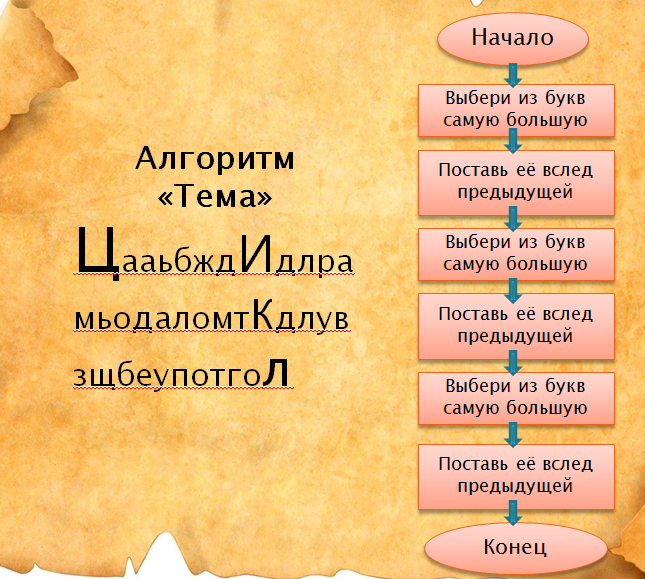 Алгоритм
«Тема»
ЦааьбждИдлра
мьодаломтКдлув
зщбеупотгоЛ
Начало
Выбери из букв
самую большую
Поставь её вслед
предыдущей
Выбери из букв
самую большую
Поставь её вслед
предыдущей
Выбери из букв
самую большую
Поставь её вслед
предыдущей
Конец